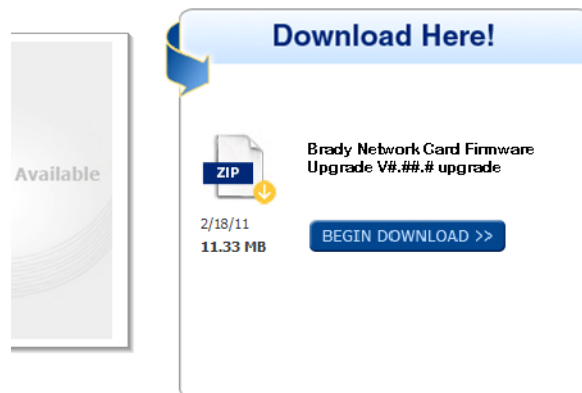 Download Here!
Available
ZIP
Brady Network Card Firmware
Upgrade V#.##.# upgrade
2/18/11
11.33 MB
BEGIN DOWNLOAD >>